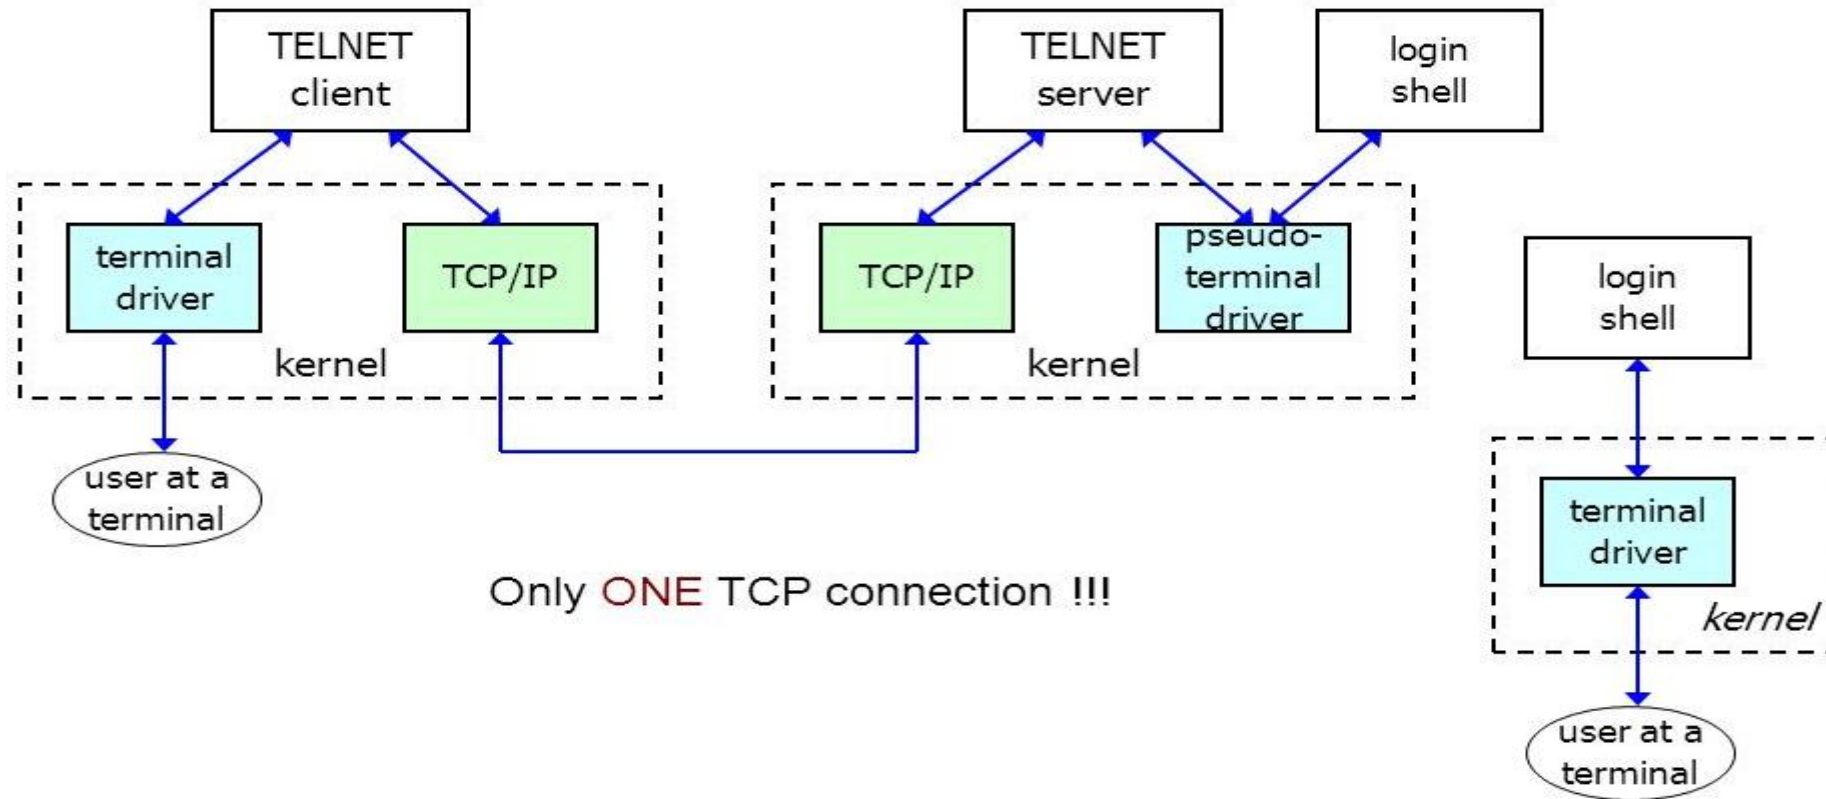 TELNET
client
TELNET
server
login
shell
terminal
driver
TCP/IP
kernel
TCP/IP
pseudo-
terminal
driver
kernel
user at a
terminal
login
shell
terminal
driver
kernel
user at a
terminal
Only ONE TCP connection !!!